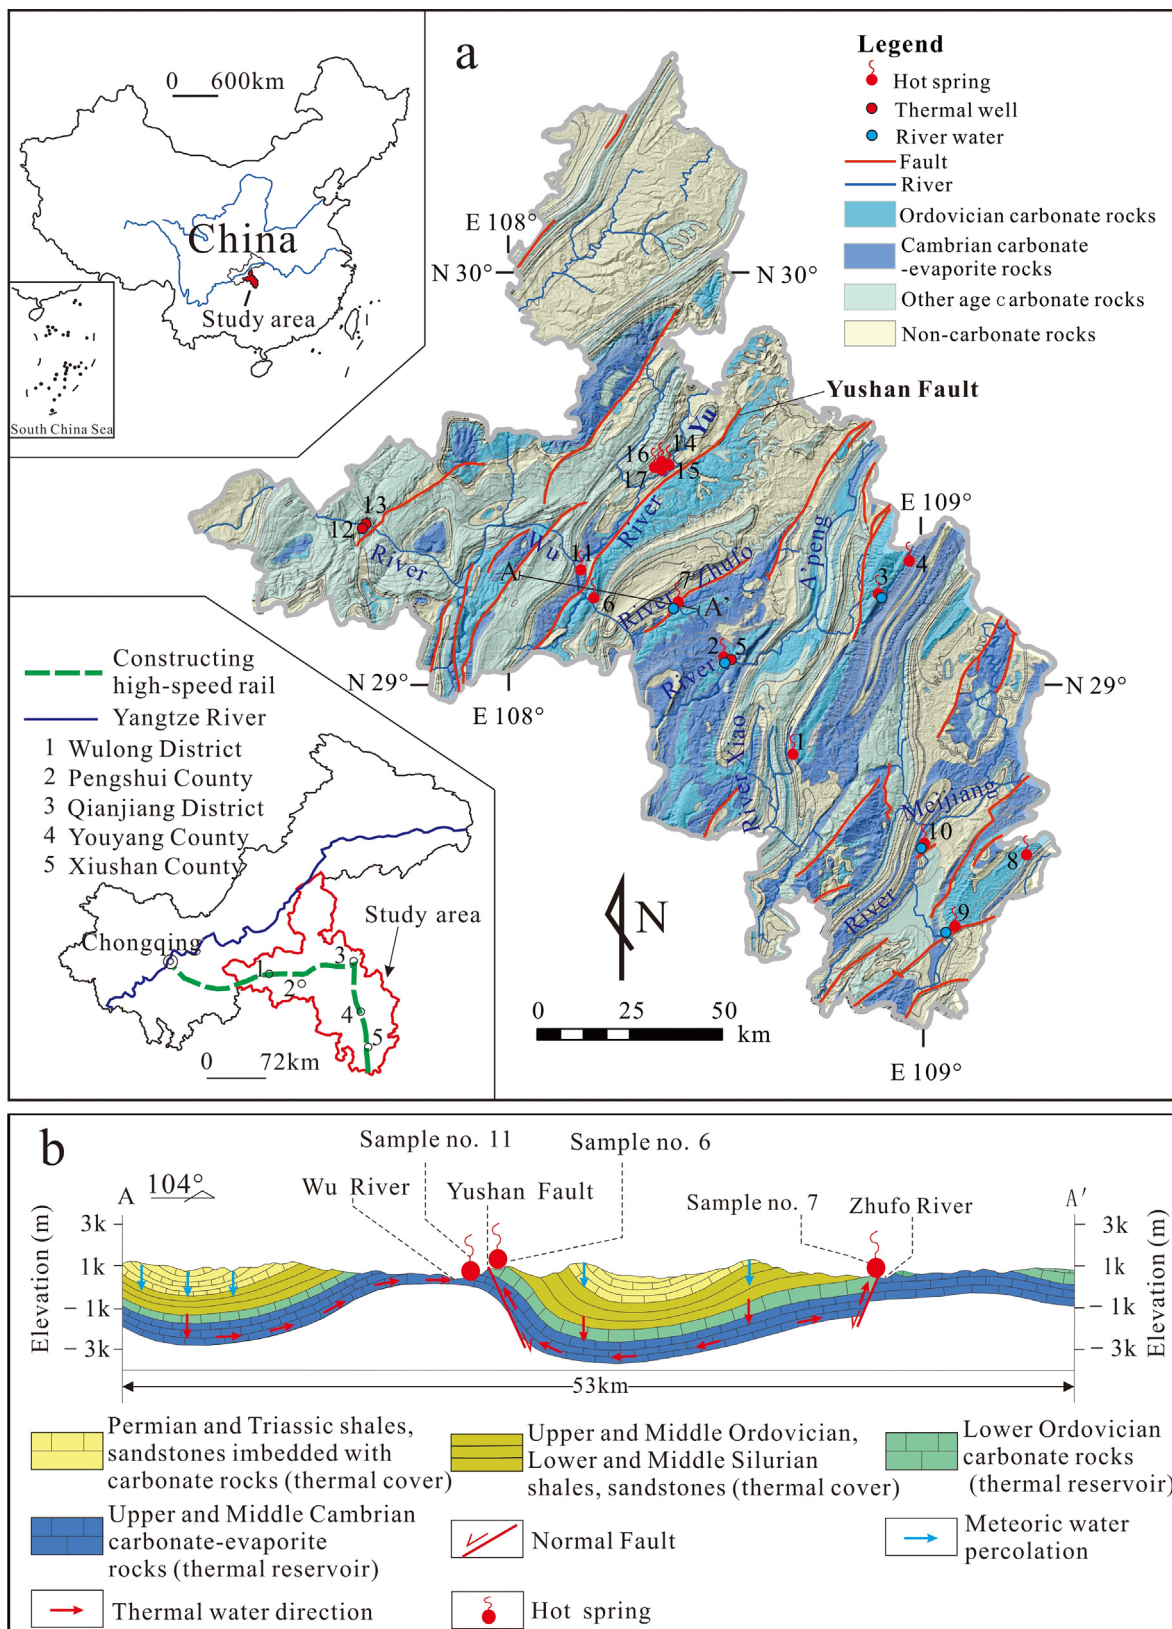 0 600km
China
Study area
South China Sea
a
Legend
Hot spring
Thermal well
River water
Fault
River
Ordovician carbonate rocks
Cambrian carbonate
-evaporite rocks
Other age carbonate rocks
Non-carbonate rocks
E 108°
N 30°
N 30°
Yushan Fault
Yu
14
16
15
17
River
E 109°
13
12
River
Wu
11
A
6
River
Zhufo
7
A'
A'peng
3
4
2
5
River
N 29°
N 29°
E 108°
River Xiao
1
Meijiang
10
8
River
9
N
0 25 50
km
E 109°
Constructing
high-speed rail
Yangtze River
1 Wulong District
2 Pengshui County
3 Qianjiang District
4 Youyang County
5 Xiushan County
Chongqing
Study area
1
2
3
4
5
0 72km
b
Sample no. 11
Sample no. 6
Wu River
Yushan Fault
Sample no. 7
Zhufo River
A
104°
A'
Elevation (m)
3k
1k
-1k
-3k
3k
1k
-1k
-3k
Elevation (m)
53km
Permian and Triassic shales,
sandstones imbedded with
carbonate rocks (thermal cover)
Upper and Middle Ordovician,
Lower and Middle Silurian
shales, sandstones (thermal cover)
Lower Ordovician
carbonate rocks
(thermal reservoir)
Upper and Middle Cambrian
carbonate-evaporite
rocks (thermal reservoir)
Normal Fault
Meteoric water
percolation
Thermal water direction
Hot spring